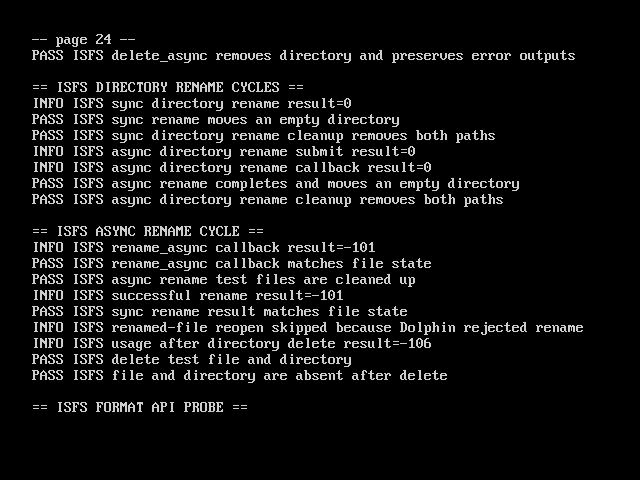 -- page 24 --
PASS ISFS delete_async removes directory and preserves error outputs
== ISFS DIRECTORY RENAME CYCLES ==
INFO ISFS sync directory rename result=0
PASS ISFS sync rename moves an empty directory
PASS ISFS sync directory rename cleanup removes both paths
INFO ISFS async directory rename submit result=0
INFO ISFS async directory rename callback result=0
PASS ISFS async rename completes and moves an empty directory
PASS ISFS async directory rename cleanup removes both paths
== ISFS ASYNC RENAME CYCLE ==
INFO ISFS rename_async callback result=-101
PASS ISFS rename_async callback matches file state
PASS ISFS async rename test files are cleaned up
INFO ISFS successful rename result=-101
PASS ISFS sync rename result matches file state
INFO ISFS renamed-file reopen skipped because Dolphin rejected rename
INFO ISFS usage after directory delete result=-106
PASS ISFS delete test file and directory
PASS ISFS file and directory are absent after delete
== ISFS FORMAT API PROBE ==